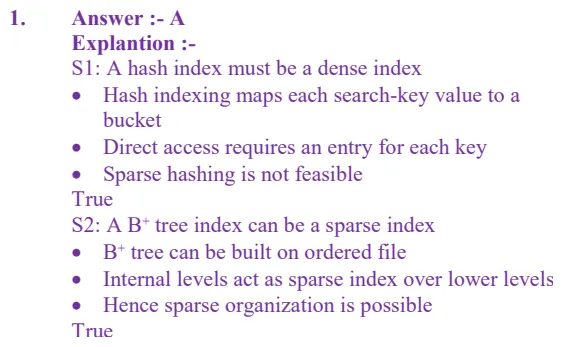 1. Answer :- A
Explantion :-
S1: A hash index must be a dense index
• Hash indexing maps each search-key value to a
bucket
• Direct access requires an entry for each key
• Sparse hashing is not feasible
True
S2: A B⁺ tree index can be a sparse index
• B⁺ tree can be built on ordered file
• Internal levels act as sparse index over lower levels
• Hence sparse organization is possible
True